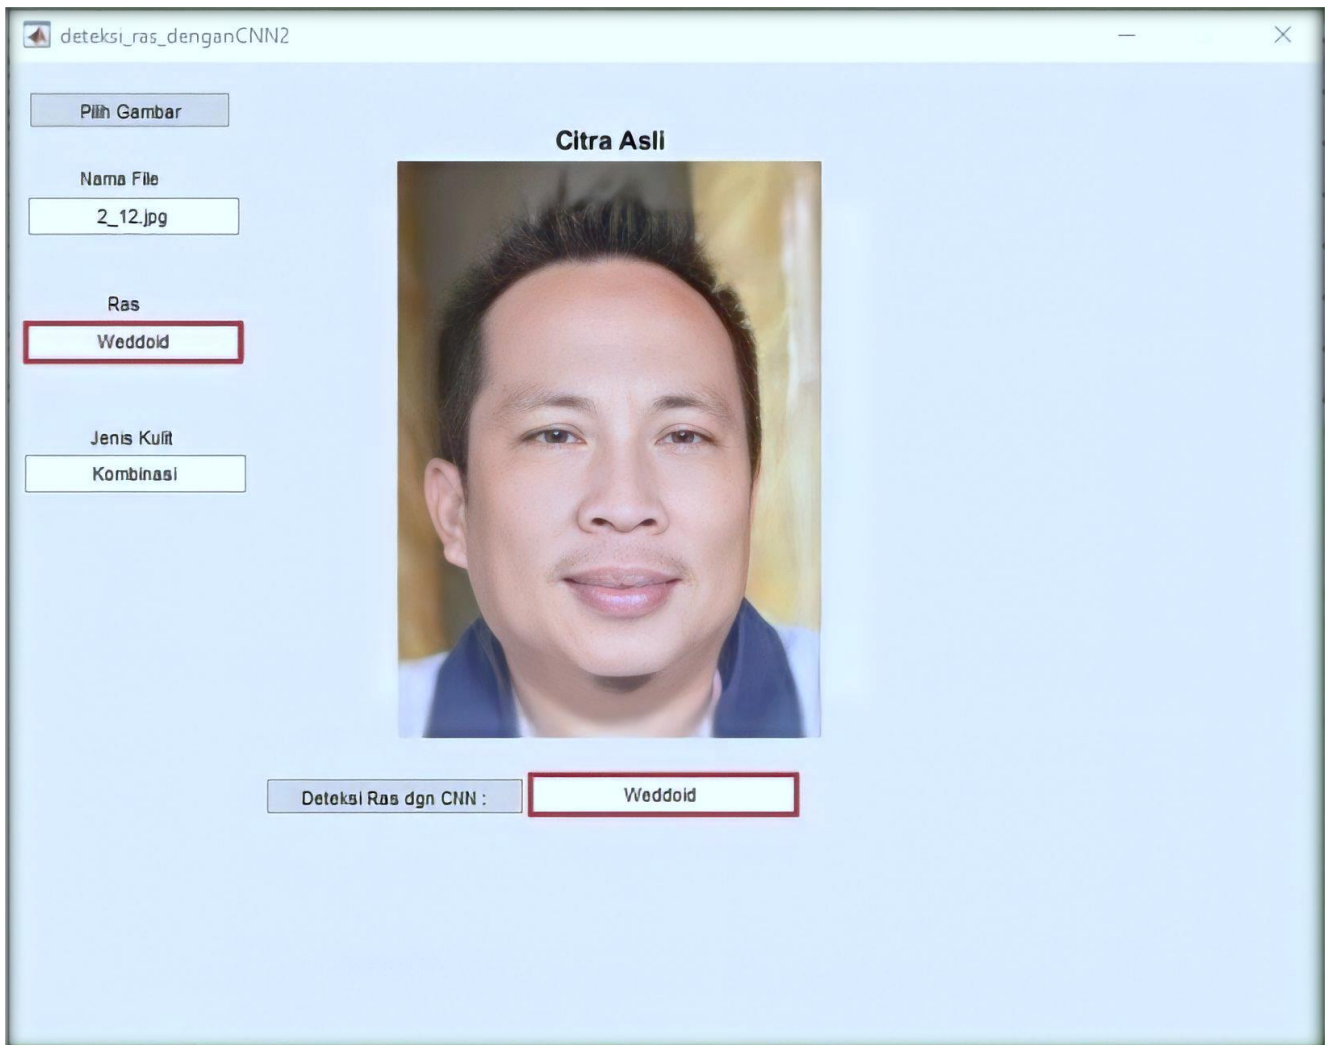 deteksi_ras_denganCNN2
Pilih Gambar
Citra Asli
Nama File
2_12.jpg
Ras
Weddoid
Jenis Kulit
Kombinasi
Deteksi Ras dgn CNN :
Weddoid